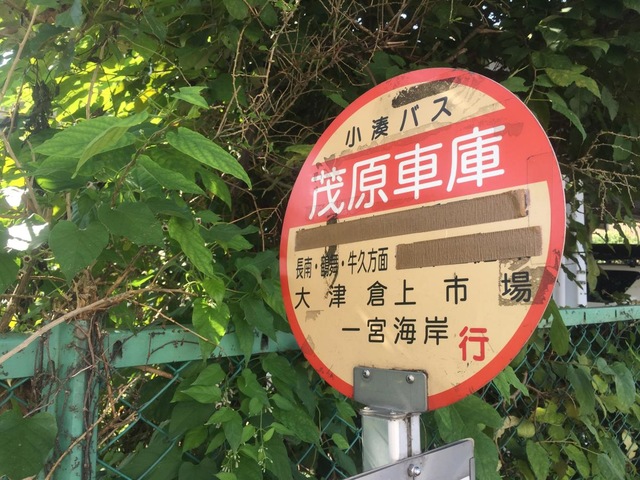 小湊バス
茂原車庫
長南・鶴舞・牛久方面
大津倉上市場
一宮海岸行